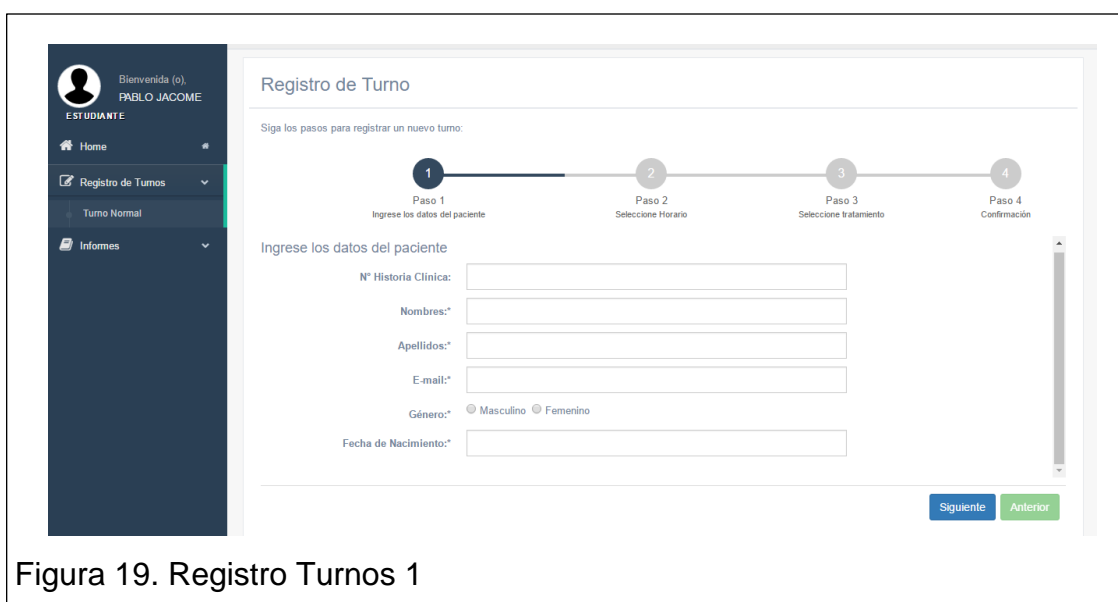 Bienvenida (o),
PABLO JACOME
ESTUDIANTE
Home
Registro de Turnos
Turno Normal
Informes
Registro de Turno
Siga los pasos para registrar un nuevo turno:
1 2 3 4
Paso 1 Paso 2 Paso 3 Paso 4
Ingrese los datos del paciente Seleccione Horario Seleccione tratamiento Confirmación
Ingrese los datos del paciente
N° Historia Clínica:
Nombres:*
Apellidos:*
E-mail:*
Género:* Masculino Femenino
Fecha de Nacimiento:*
Siguiente Anterior
Figura 19. Registro Turnos 1